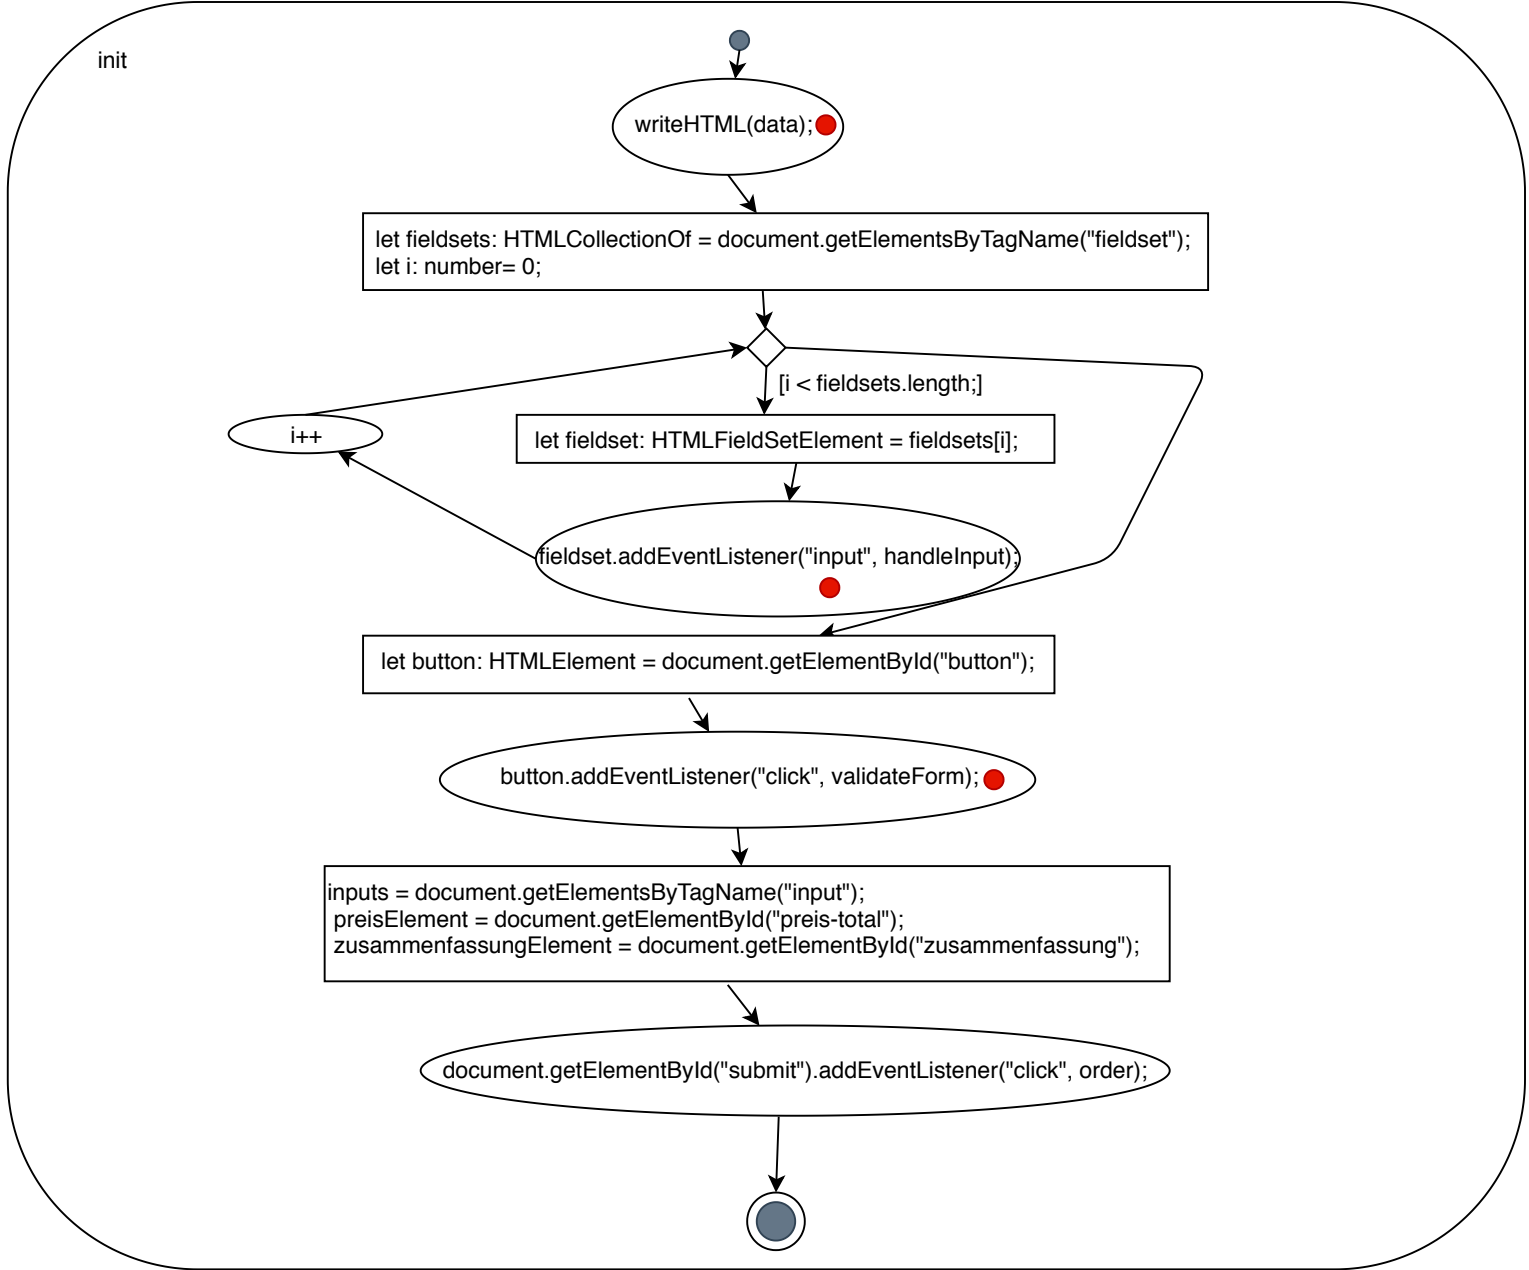 init
writeHTML(data);
let fieldsets: HTMLCollectionOf = document.getElementsByTagName("fieldset");
let i: number= 0;
[i < fieldsets.length;]
i++
let fieldset: HTMLFieldSetElement = fieldsets[i];
fieldset.addEventListener("input", handleInput);
let button: HTMLElement = document.getElementById("button");
button.addEventListener("click", validateForm);
inputs = document.getElementsByTagName("input");
preisElement = document.getElementById("preis-total");
zusammenfassungElement = document.getElementById("zusammenfassung");
document.getElementById("submit").addEventListener("click", order);